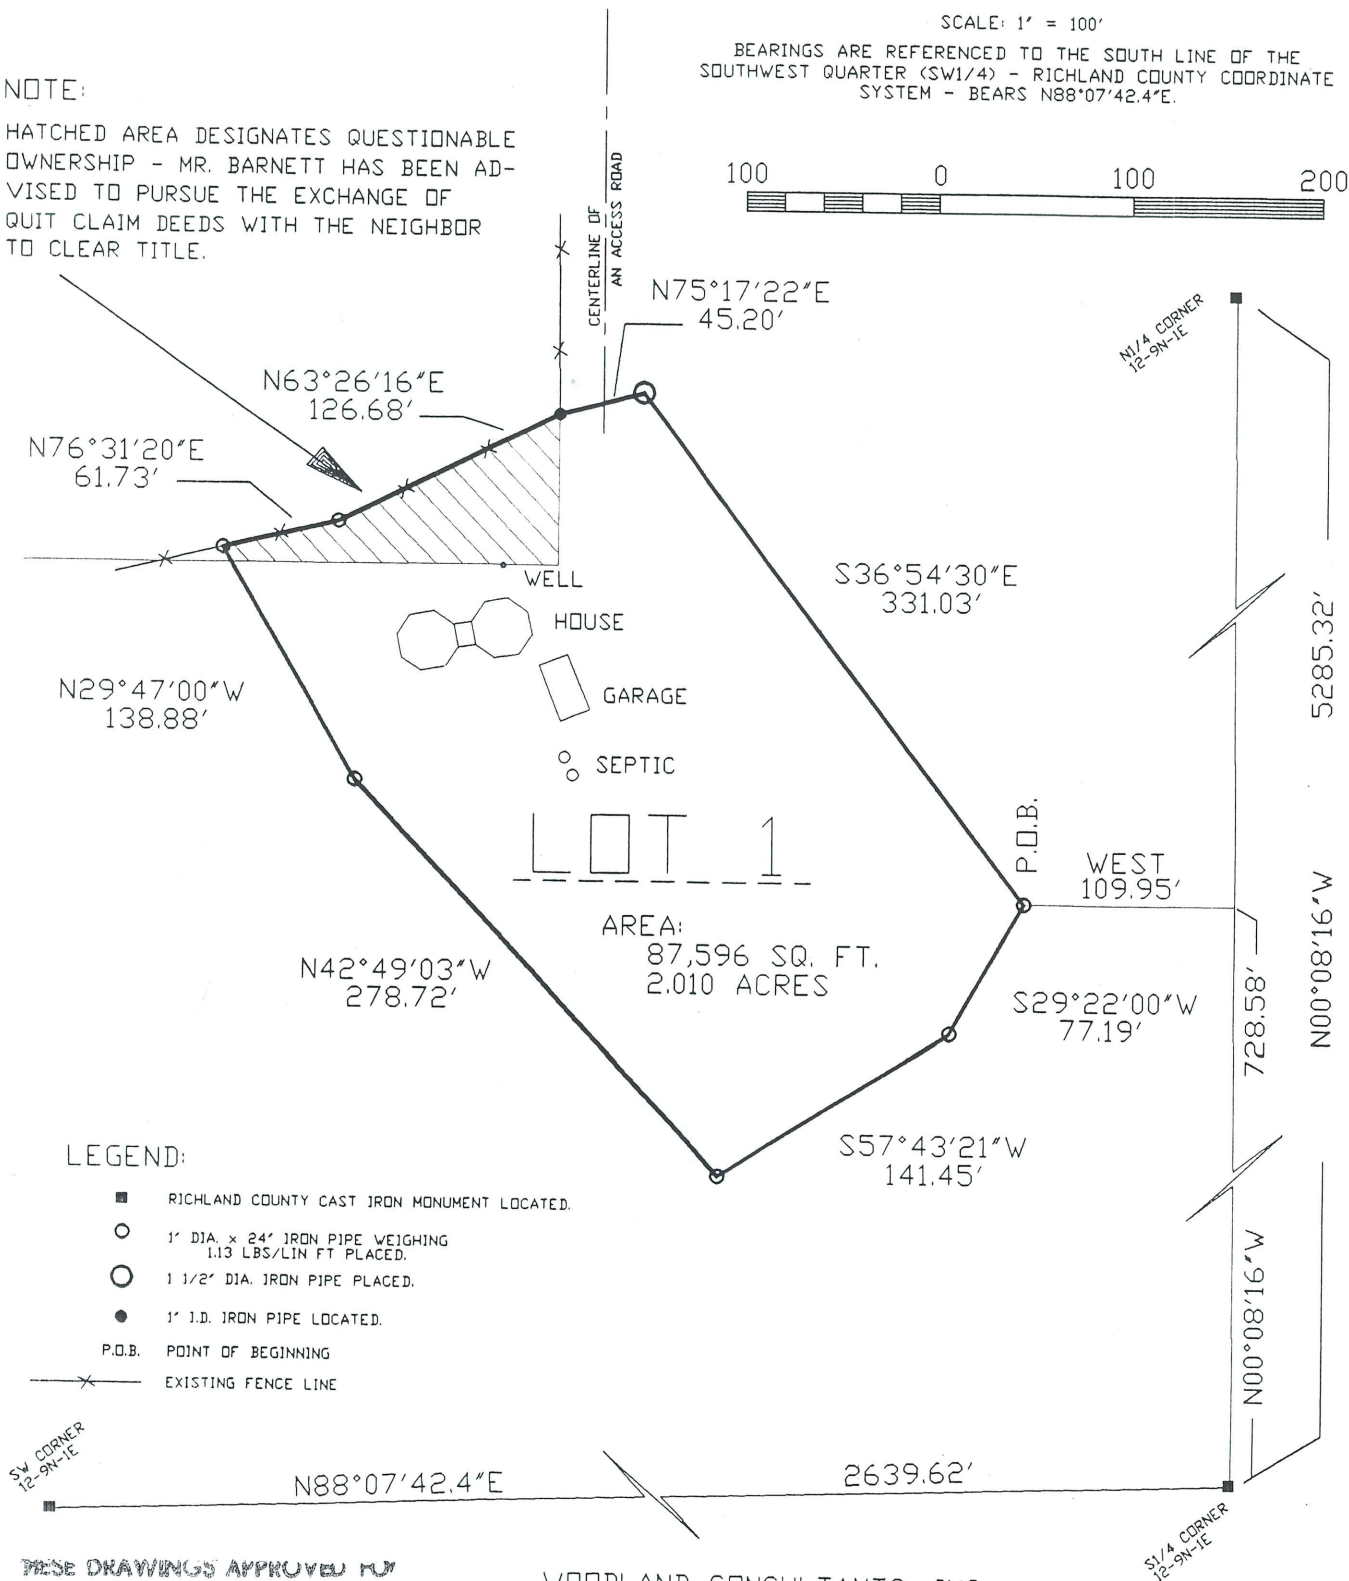 SCALE: 1" = 100'
BEARINGS ARE REFERENCED TO THE SOUTH LINE OF THE
SOUTHWEST QUARTER (SW1/4) - RICHLAND COUNTY COORDINATE
SYSTEM - BEARS N88°07'42.4"E.
NOTE:
HATCHED AREA DESIGNATES QUESTIONABLE
OWNERSHIP - MR. BARNETT HAS BEEN AD-
VISED TO PURSUE THE EXCHANGE OF
QUIT CLAIM DEEDS WITH THE NEIGHBOR
TO CLEAR TITLE.
100 0 100 200
CENTERLINE OF
AN ACCESS ROAD
N75°17'22"E
45.20'
N1/4 CORNER
12-9N-1E
N63°26'16"E
126.68'
N76°31'20"E
61.73'
WELL
HOUSE
GARAGE
SEPTIC
S36°54'30"E
331.03'
5285.32'
N29°47'00"W
138.88'
LOT 1
P.O.B.
WEST
109.95'
AREA:
87,596 SQ. FT.
2.010 ACRES
N42°49'03"W
278.72'
S29°22'00"W
77.19'
728.58'
N00°08'16"W
S57°43'21"W
141.45'
N00°08'16"W
LEGEND:
RICHLAND COUNTY CAST IRON MONUMENT LOCATED.
1" DIA. x 24" IRON PIPE WEIGHING
1.13 LBS/LIN FT PLACED.
1 1/2" DIA. IRON PIPE PLACED.
1" I.D. IRON PIPE LOCATED.
P.O.B. POINT OF BEGINNING
EXISTING FENCE LINE
SW CORNER
12-9N-1E
N88°07'42.4"E
2639.62'
S1/4 CORNER
12-9N-1E
THESE DRAWINGS APPROVED FOR
CONSULTANTS